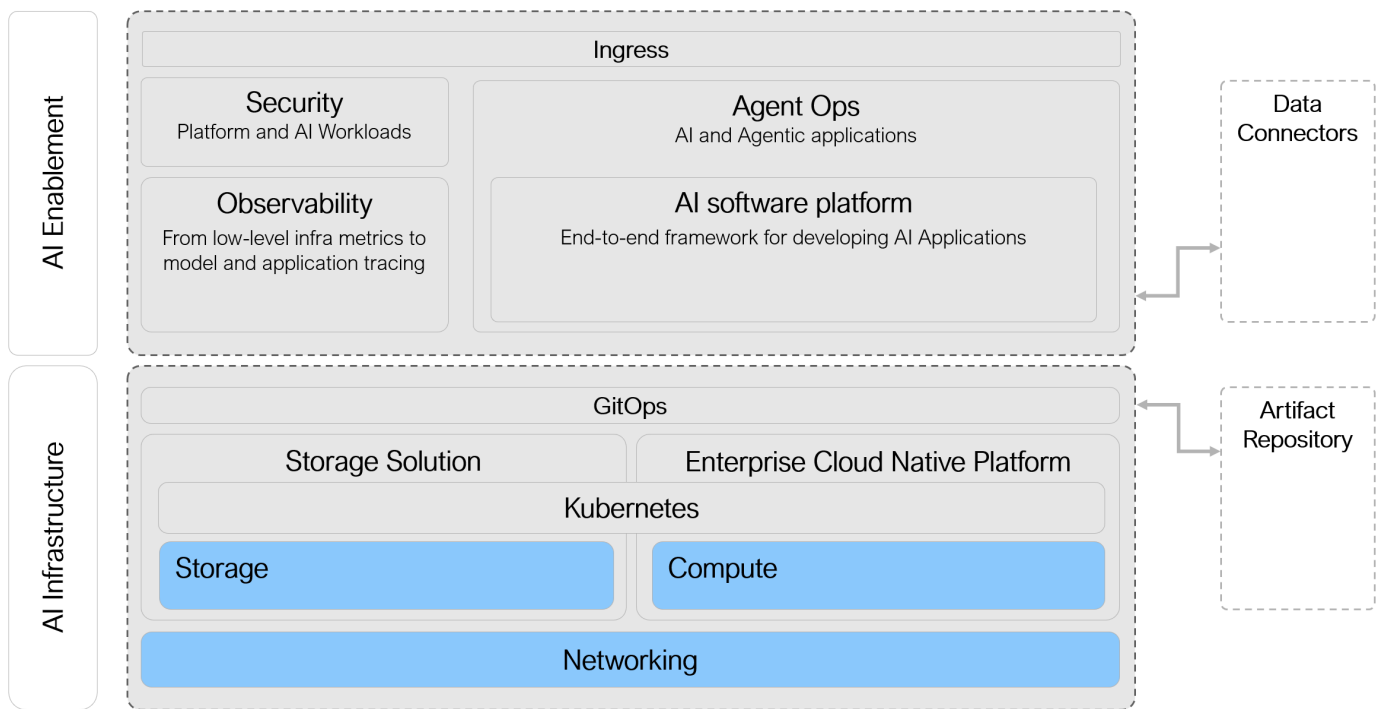 AI Enablement
Ingress
Security
Platform and AI Workloads
Observability
From low-level infra metrics to
model and application tracing
Agent Ops
AI and Agentic applications
AI software platform
End-to-end framework for developing AI Applications
Data
Connectors
AI Infrastructure
GitOps
Storage Solution
Enterprise Cloud Native Platform
Kubernetes
Storage
Compute
Networking
Artifact
Repository